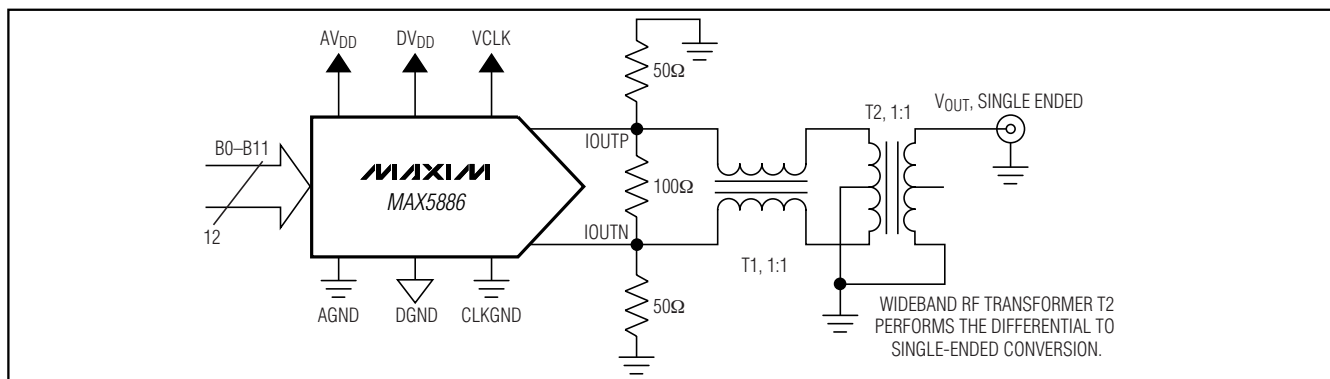 AVDD DVDD VCLK
50Ω
T2, 1:1
VOUT, SINGLE ENDED
IOUTP
B0–B11
MAXIM
MAX5886
100Ω
12
IOUTN
T1, 1:1
50Ω
AGND DGND CLKGND
WIDEBAND RF TRANSFORMER T2
PERFORMS THE DIFFERENTIAL TO
SINGLE-ENDED CONVERSION.